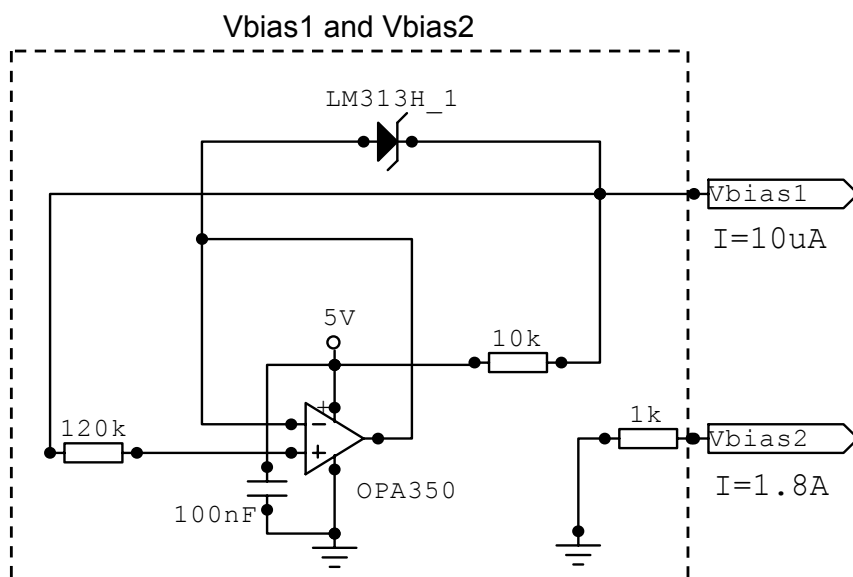 Vbias1 and Vbias2
LM313H_1
Vbias1
I=10uA
5V
10k
120k
1k
Vbias2
+
−
+
OPA350
100nF
I=1.8A